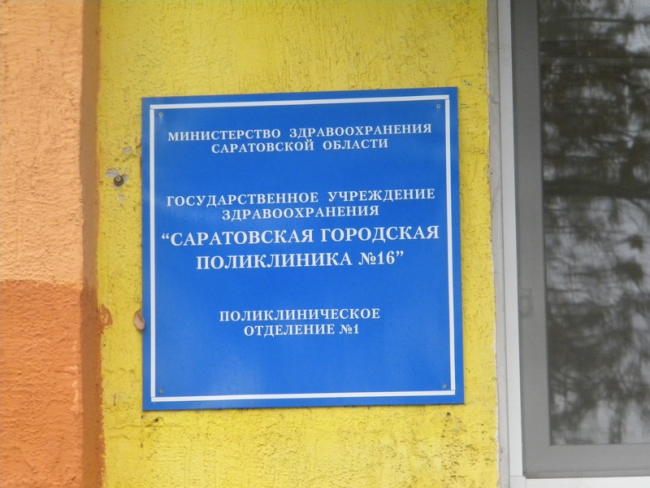 МИНИСТЕРСТВО ЗДРАВООХРАНЕНИЯ
САРАТОВСКОЙ ОБЛАСТИ
ГОСУДАРСТВЕННОЕ УЧРЕЖДЕНИЕ
ЗДРАВООХРАНЕНИЯ
“САРАТОВСКАЯ ГОРОДСКАЯ
ПОЛИКЛИНИКА №16”
ПОЛИКЛИНИЧЕСКОЕ
ОТДЕЛЕНИЕ №1